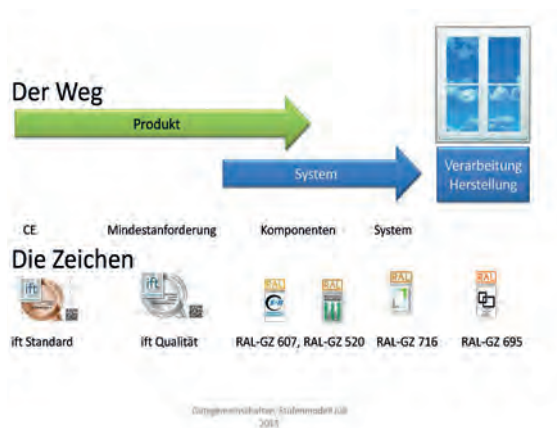 Der Weg
Produkt
System
Verarbeitung
Herstellung
CE Mindestanforderung Komponenten System
Die Zeichen
ift ift RAL RAL RAL RAL
ift Standard ift Qualität RAL-GZ 607, RAL-GZ 520 RAL-GZ 716 RAL-GZ 695